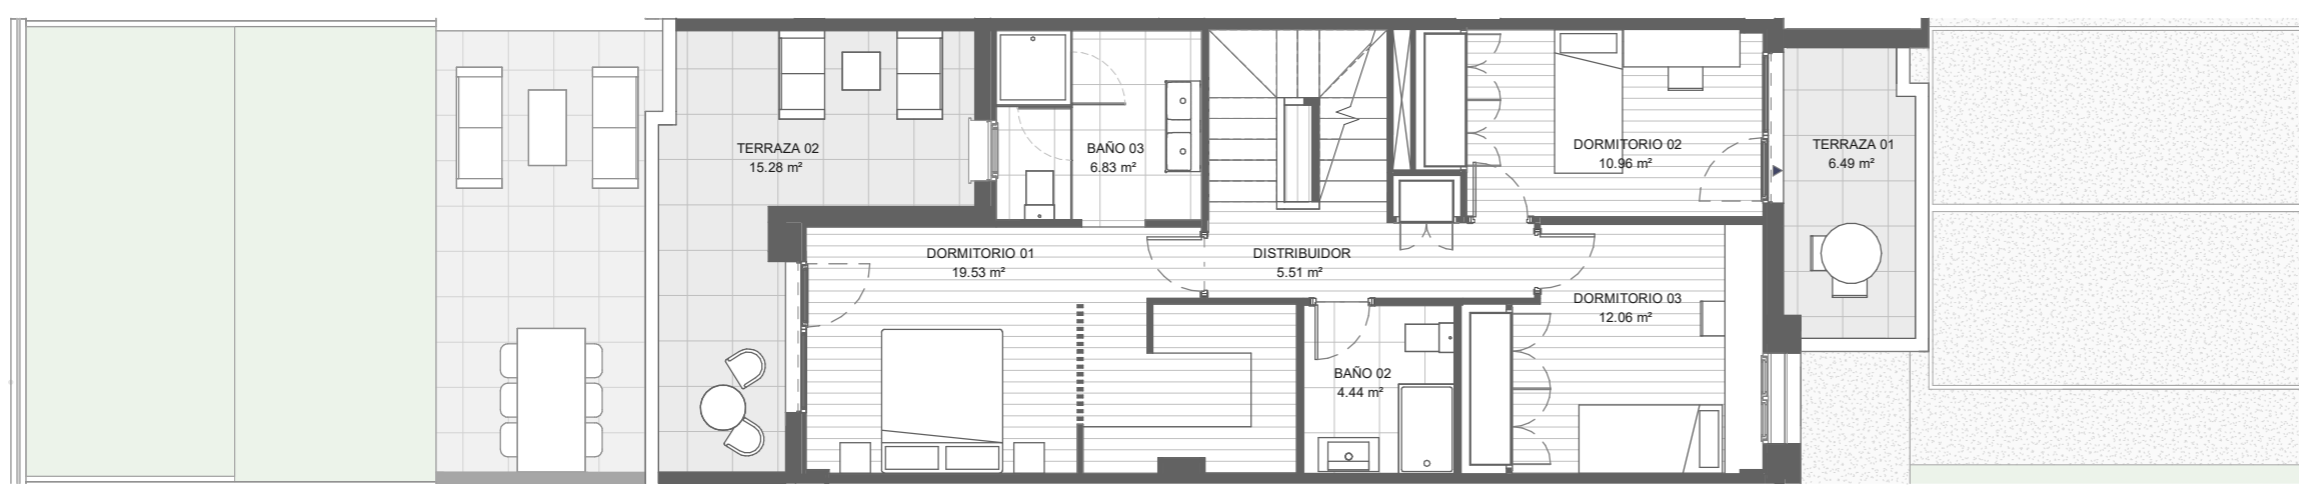 TERRAZA 02
15.28 m²
BAÑO 03
6.83 m²
DORMITORIO 02
10.96 m²
TERRAZA 01
6.49 m²
DORMITORIO 01
19.53 m²
DISTRIBUIDOR
5.51 m²
DORMITORIO 03
12.06 m²
BAÑO 02
4.44 m²